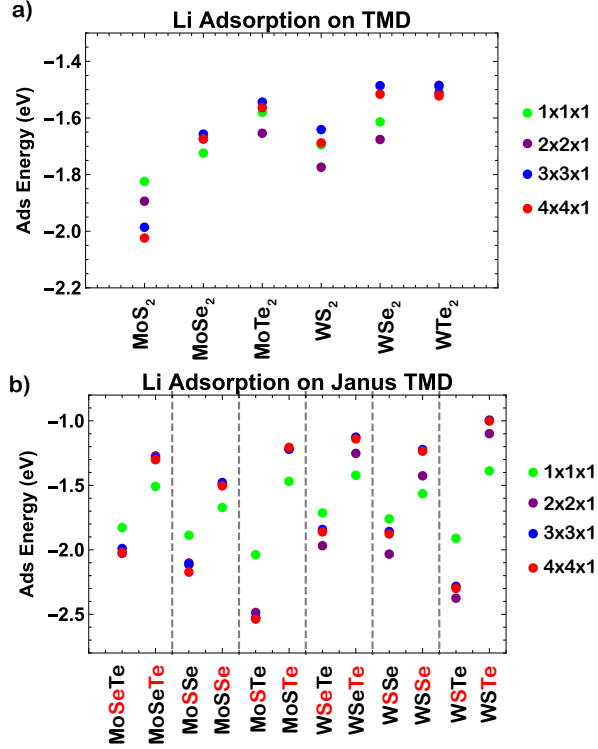 a)
Li Adsorption on TMD
Ads Energy (eV)
−1.4
−1.6
−1.8
−2.0
−2.2
MoS2
MoSe2
MoTe2
WS2
WSe2
WTe2
1x1x1
2x2x1
3x3x1
4x4x1
b)
Li Adsorption on Janus TMD
Ads Energy (eV)
−1.0
−1.5
−2.0
−2.5
MoSeTe
MoSeTe
MoSSe
MoSSe
MoSTe
MoSTe
WSeTe
WSeTe
WSSe
WSSe
WSTe
WSTe
1x1x1
2x2x1
3x3x1
4x4x1